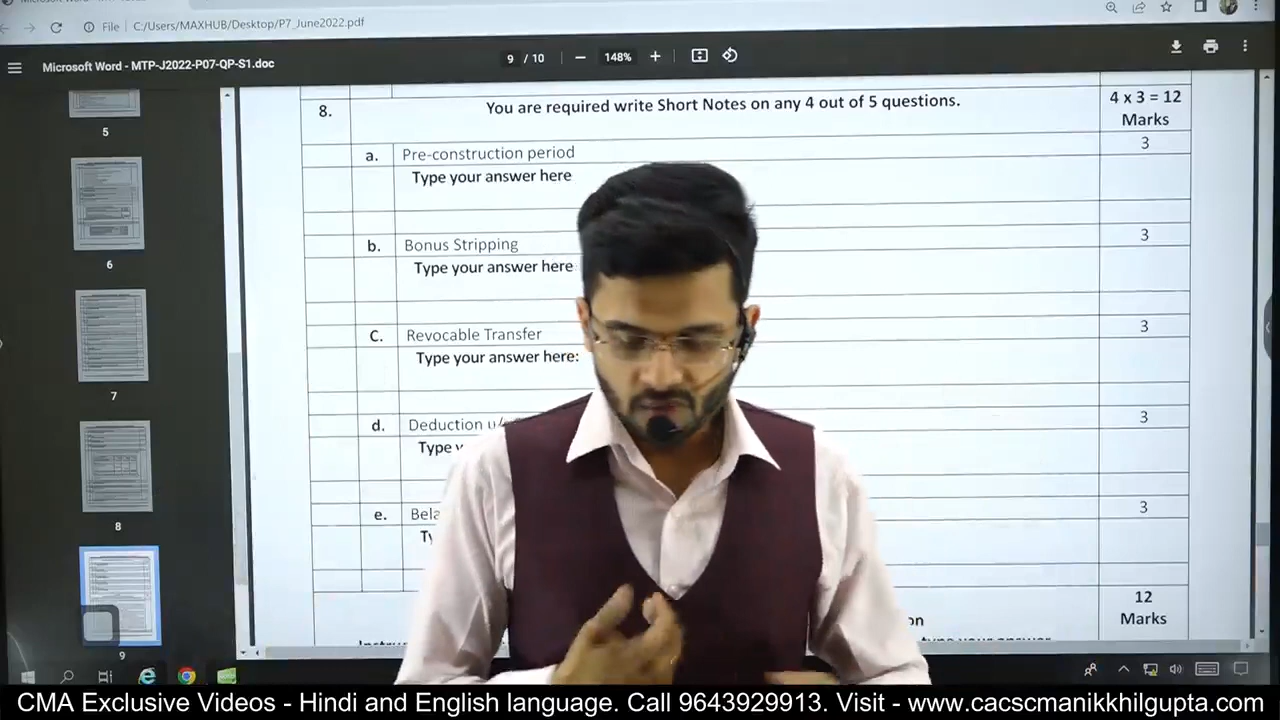 File C:/Users/MAXHUB/Desktop/P7_June2022.pdf
Microsoft Word - MTP-J2022-P07-QP-S1.doc
9 / 10
148%
5
6
7
8
9
8. You are required write Short Notes on any 4 out of 5 questions. 4 x 3 = 12
Marks
a. Pre-construction period 3
Type your answer here
b. Bonus Stripping 3
Type your answer here
C. Revocable Transfer 3
Type your answer here:
d. Deduction 3
Type
e. 3
12
Marks
CMA Exclusive Videos - Hindi and English language. Call 9643929913. Visit - www.cacscmanikkhilgupta.com